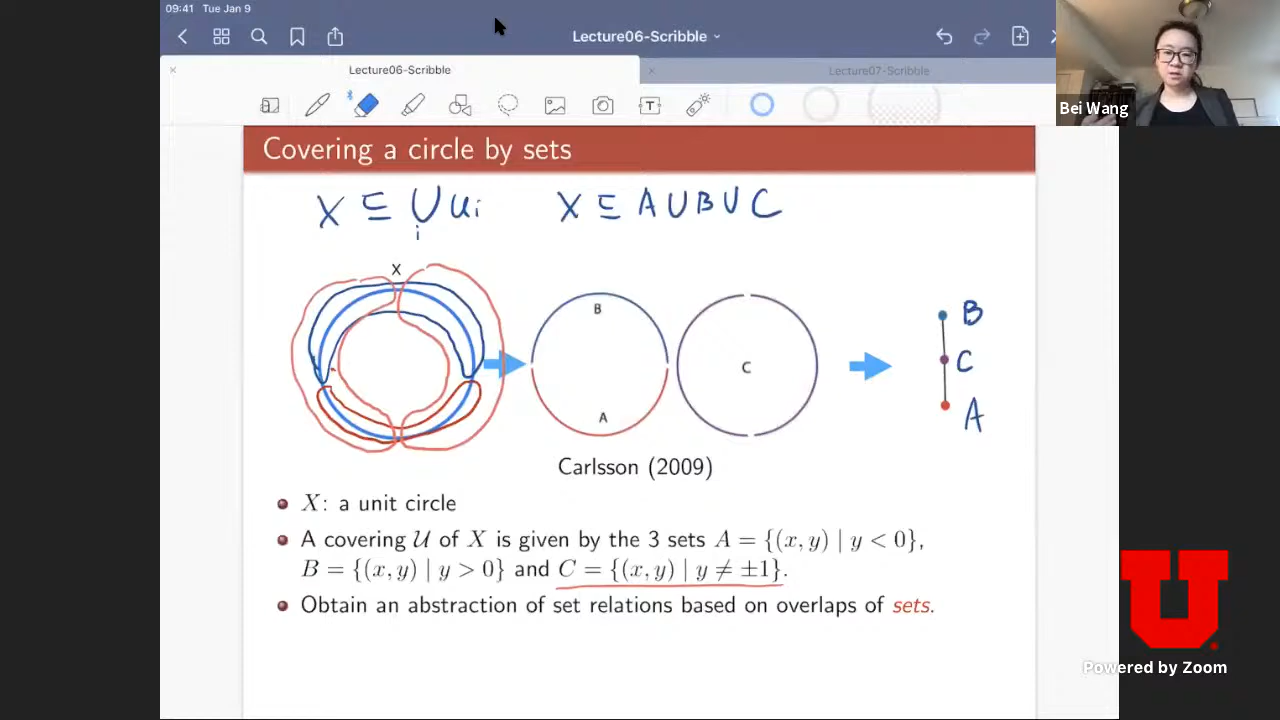 09:41 Tue Jan 9
Lecture06-Scribble
Lecture06-Scribble
Lecture07-Scribble
T
Bei Wang
Covering a circle by sets
X ⊆ ⋃ Ui X ⊆ A ∪ B ∪ C
i
X
B
A
C
B
C
A
Carlsson (2009)
X: a unit circle
A covering 𝒰 of X is given by the 3 sets A = {(x, y) | y < 0},
B = {(x, y) | y > 0} and C = {(x, y) | y ≠ ±1}.
Obtain an abstraction of set relations based on overlaps of sets.
U
Powered by Zoom